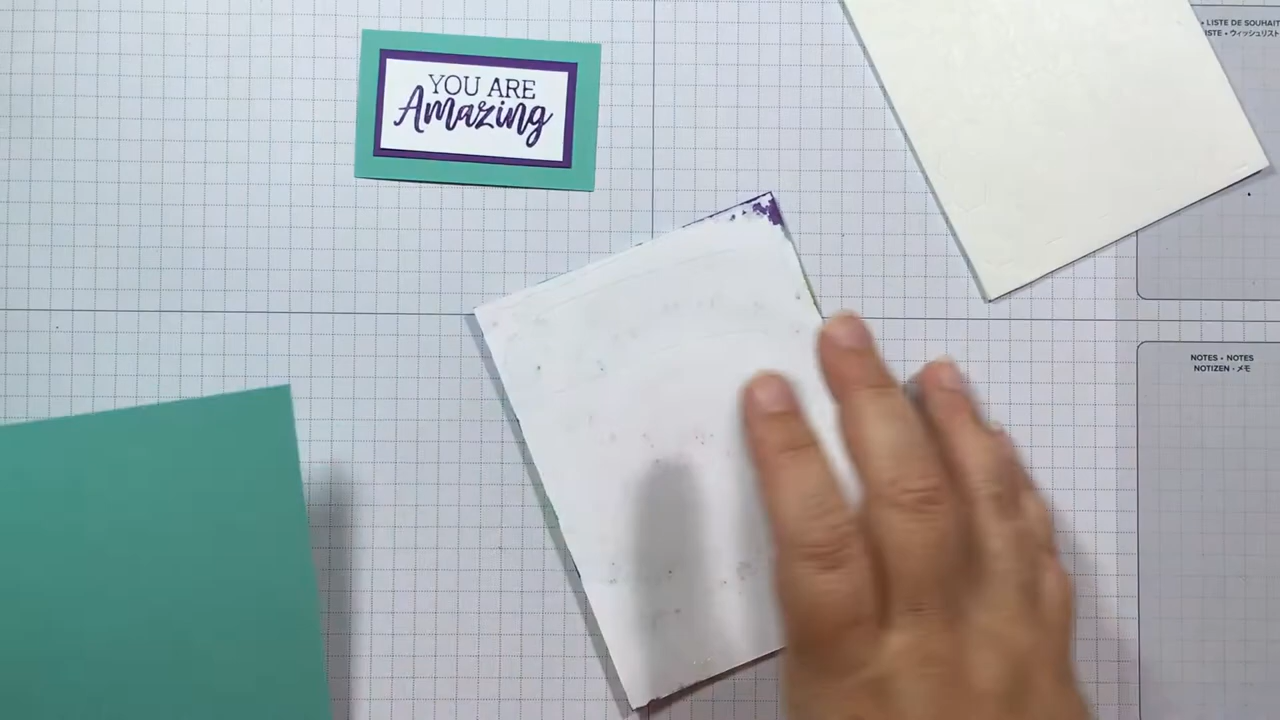 YOU ARE
Amazing
• LISTE DE SOUHAIT
ISTE • ウィッシュリスト
NOTES • NOTES
NOTIZEN • メモ